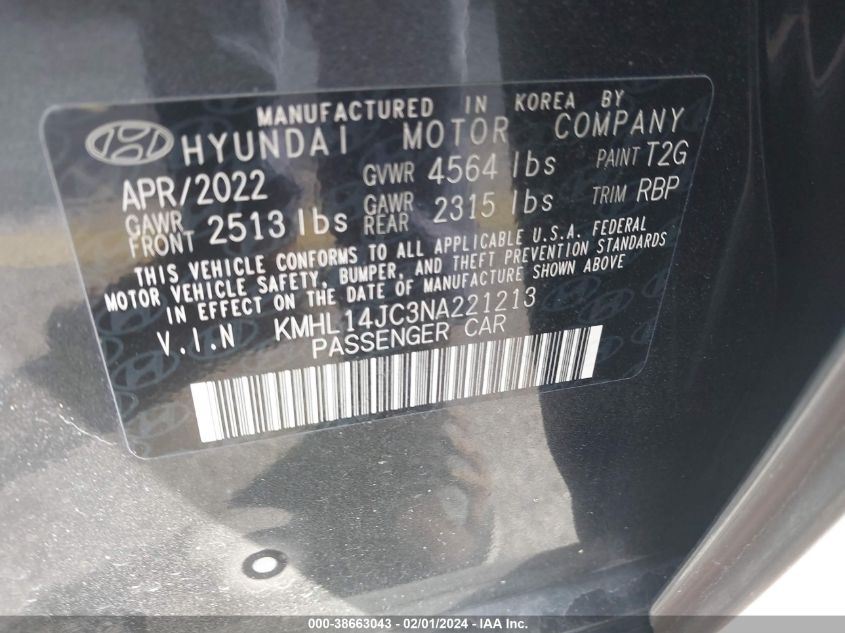 MANUFACTURED IN KOREA BY
HYUNDAI MOTOR COMPANY
APR/2022 GVWR 4564 lbs PAINT T2G
GAWR FRONT 2513 lbs GAWR REAR 2315 lbs TRIM RBP
THIS VEHICLE CONFORMS TO ALL APPLICABLE U.S.A. FEDERAL
MOTOR VEHICLE SAFETY, BUMPER, AND THEFT PREVENTION STANDARDS
IN EFFECT ON THE DATE OF MANUFACTURE SHOWN ABOVE
V.I.N KMHL14JC3NA221213
PASSENGER CAR
000-38663043 - 02/01/2024 - IAA Inc.